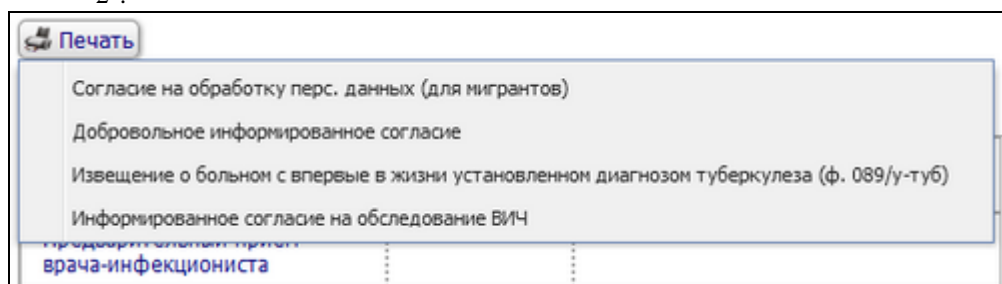 Печать
Согласие на обработку перс. данных (для мигрантов)
Добровольное информированное согласие
Извещение о больном с впервые в жизни установленном диагнозом туберкулеза (ф. 089/у-туб)
Информированное согласие на обследование ВИЧ
врача-инфекциониста